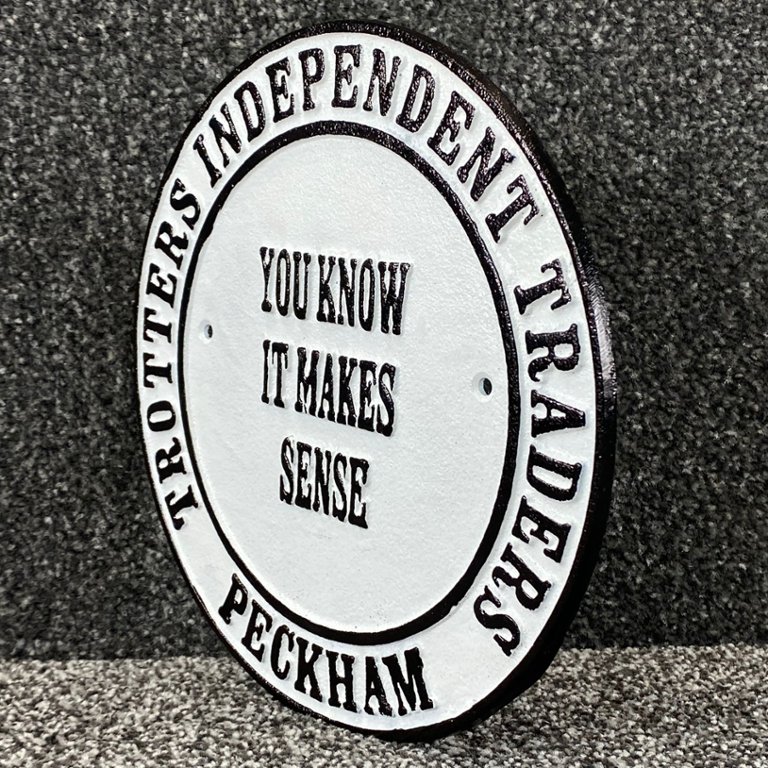 TROTTERS INDEPENDENT TRADERS
YOU KNOW
IT MAKES
SENSE
PECKHAM